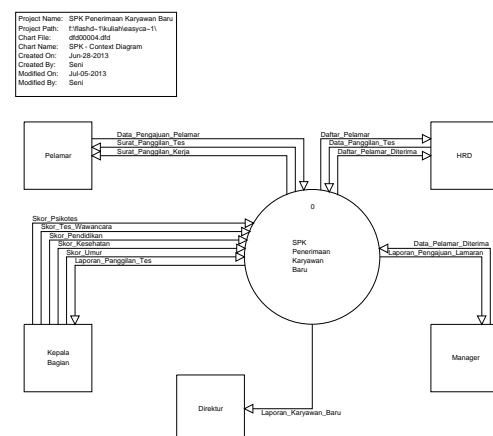 Project Name: SPK Penerimaan Karyawan Baru
Project Path: f:\flashd~1\kuliah\easyca~1\
Chart File: dfd00004.dfd
Chart Name: SPK - Context Diagram
Created On: Jun-28-2013
Created By: Seni
Modified On: Jul-05-2013
Modified By: Seni
Pelamar
Data_Pengajuan_Pelamar
Surat_Panggilan_Tes
Surat_Panggilan_Kerja
Daftar_Pelamar
Data_Panggilan_Tes
Daftar_Pelamar_Diterima
HRD
0
SPK
Penerimaan
Karyawan
Baru
Skor_Psikotes
Skor_Tes_Wawancara
Skor_Pendidikan
Skor_Kesehatan
Skor_Umur
Laporan_Panggilan_Tes
Data_Pelamar_Diterima
Laporan_Pengajuan_Lamaran
Kepala
Bagian
Manager
Direktur
Laporan_Karyawan_Baru